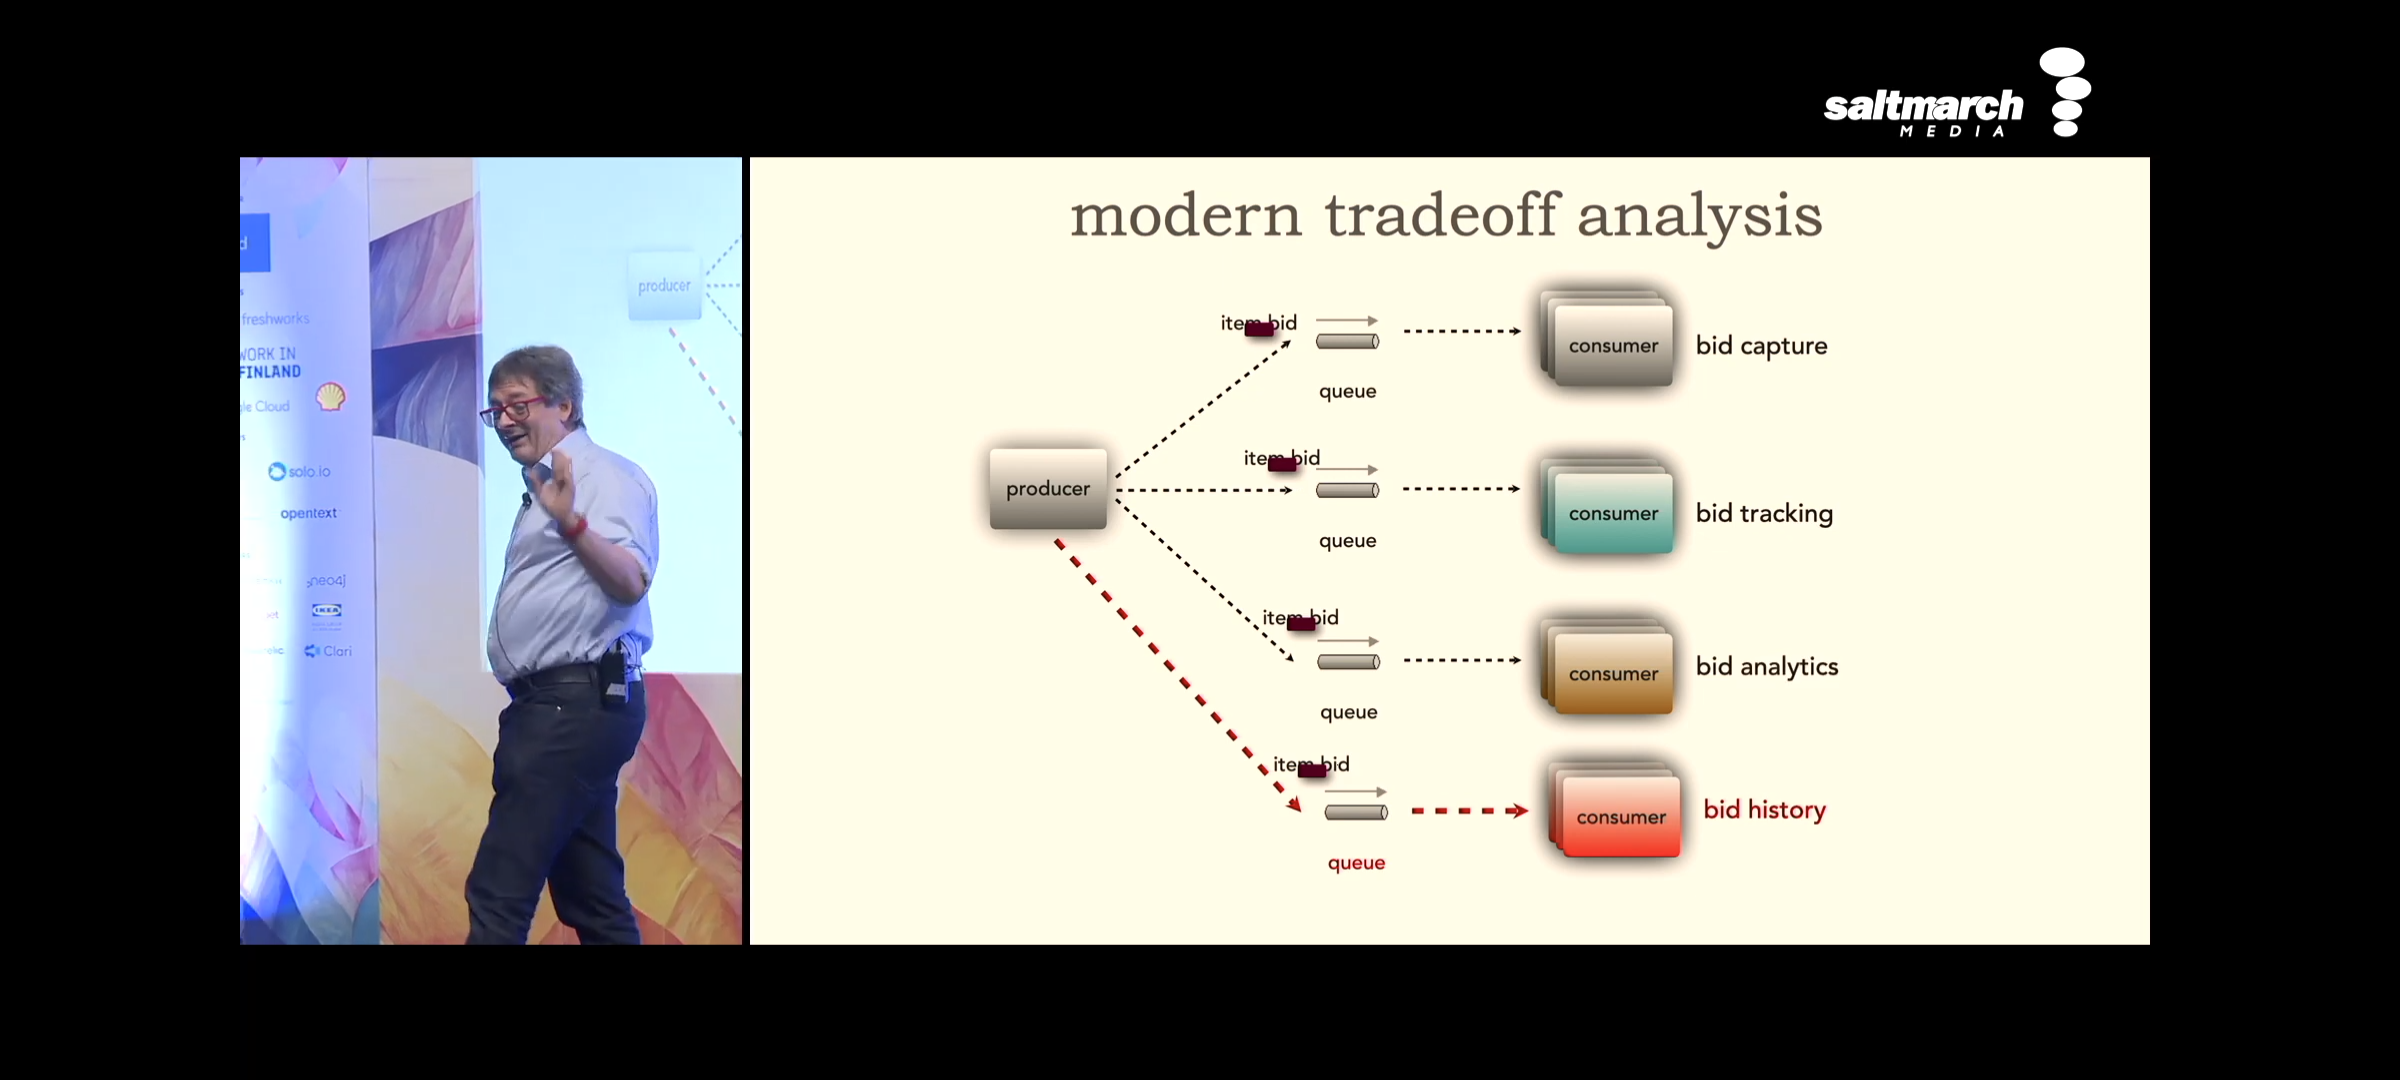 saltmarch
MEDIA
d
freshworks
WORK IN
FINLAND
gle Cloud
solo.io
opentext
neo4j
IKEA
Clari
producer
modern tradeoff analysis
item bid
queue
consumer
bid capture
producer
item bid
queue
consumer
bid tracking
item bid
queue
consumer
bid analytics
item bid
queue
consumer
bid history